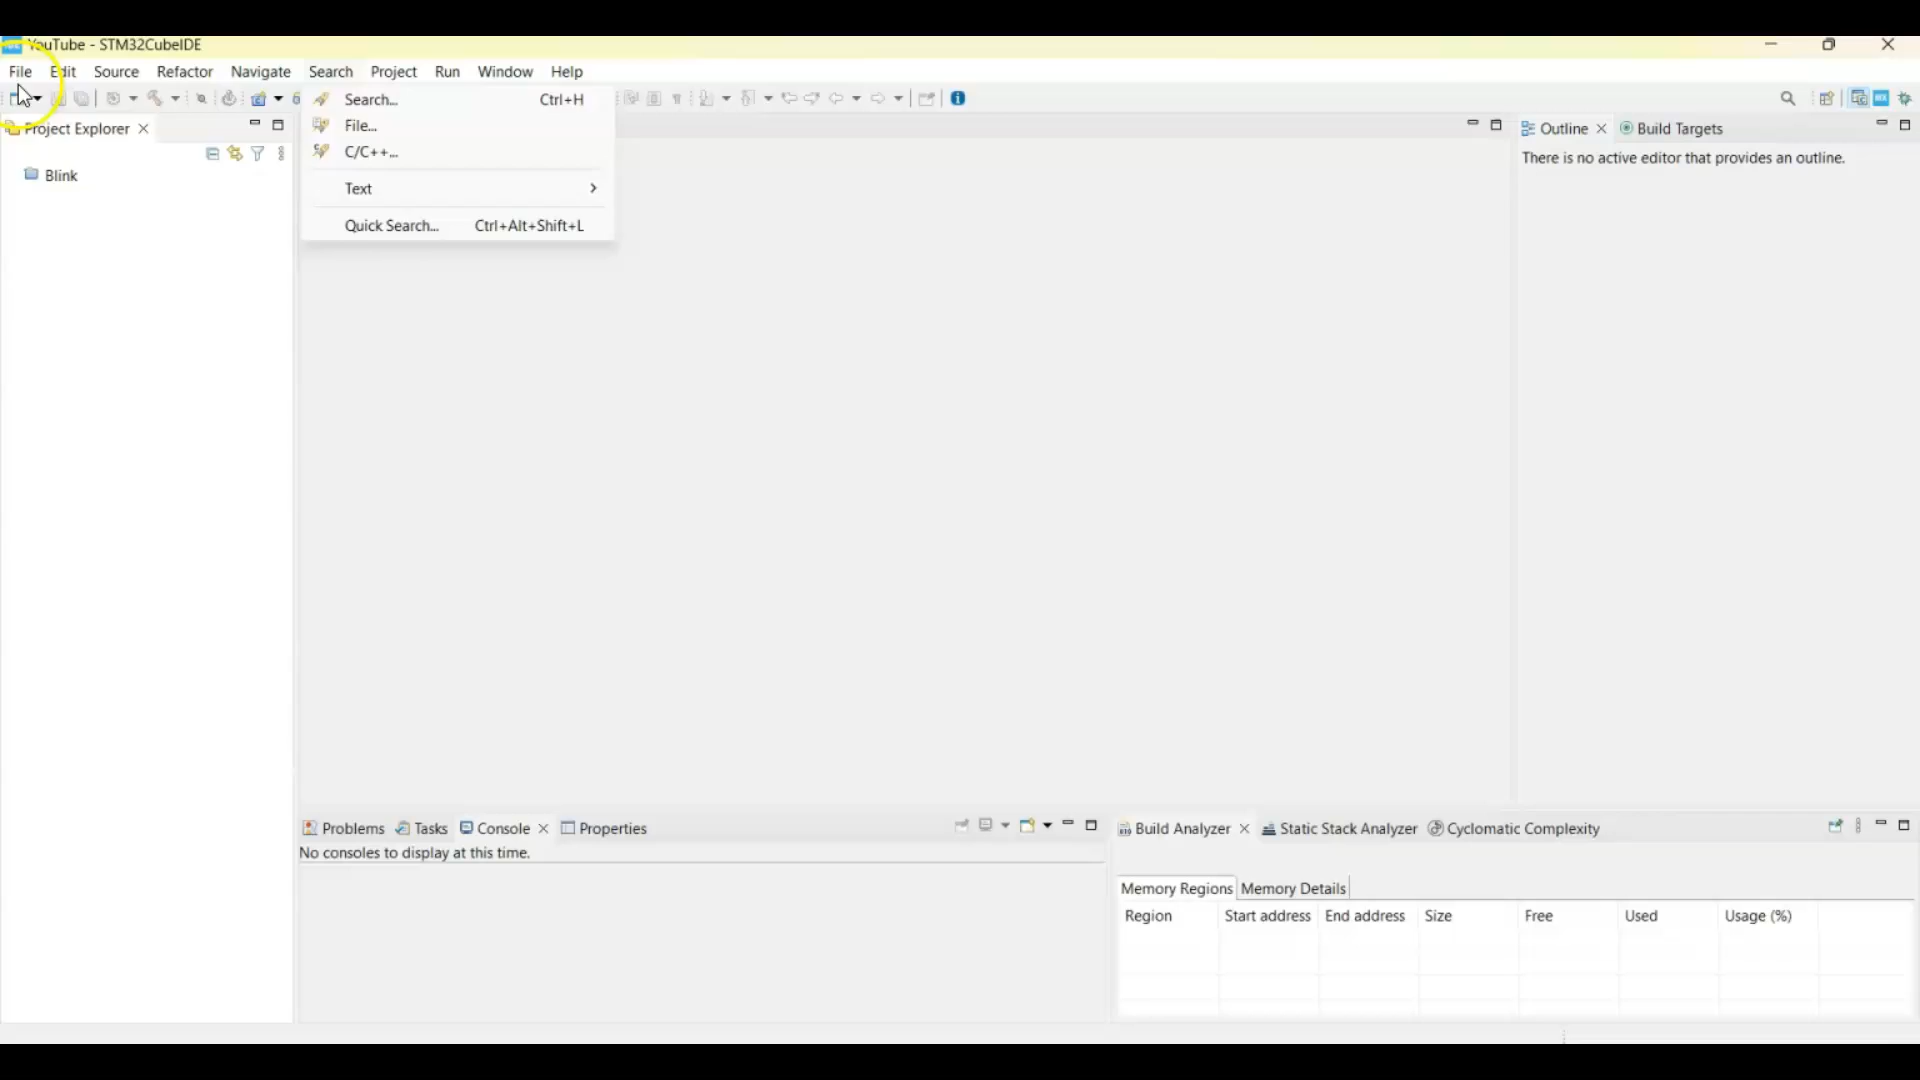 YouTube - STM32CubeIDE
File Edit Source Refactor Navigate Search Project Run Window Help
Search... Ctrl+H
File...
C/C++...
Text
Quick Search... Ctrl+Alt+Shift+L
Project Explorer
Blink
Outline Build Targets
There is no active editor that provides an outline.
Problems Tasks Console Properties
No consoles to display at this time.
Build Analyzer Static Stack Analyzer Cyclomatic Complexity
Memory Regions Memory Details
Region Start address End address Size Free Used Usage (%)